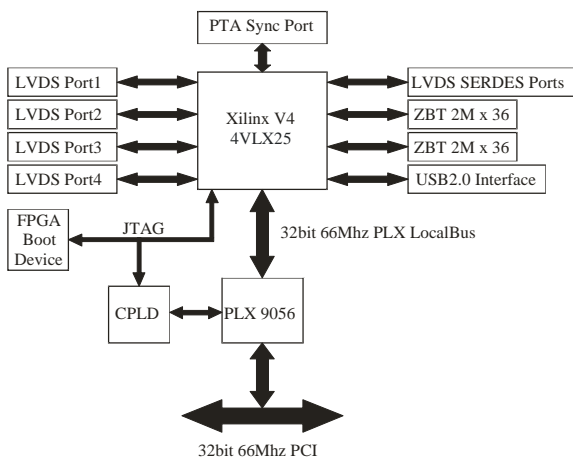 PTA Sync Port
LVDS Port1
LVDS Port2
LVDS Port3
LVDS Port4
Xilinx V4
4VLX25
LVDS SERDES Ports
ZBT 2M x 36
ZBT 2M x 36
USB2.0 Interface
FPGA
Boot
Device
JTAG
32bit 66Mhz PLX LocalBus
CPLD
PLX 9056
32bit 66Mhz PCI